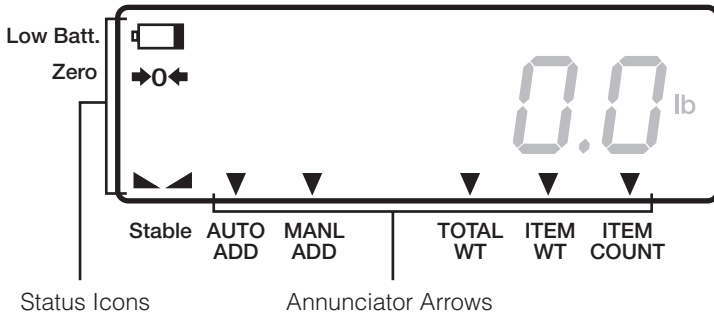 Low Batt.
Zero
0
0.0 lb
Stable
AUTO ADD
MANL ADD
TOTAL WT
ITEM WT
ITEM COUNT
Status Icons
Annunciator Arrows